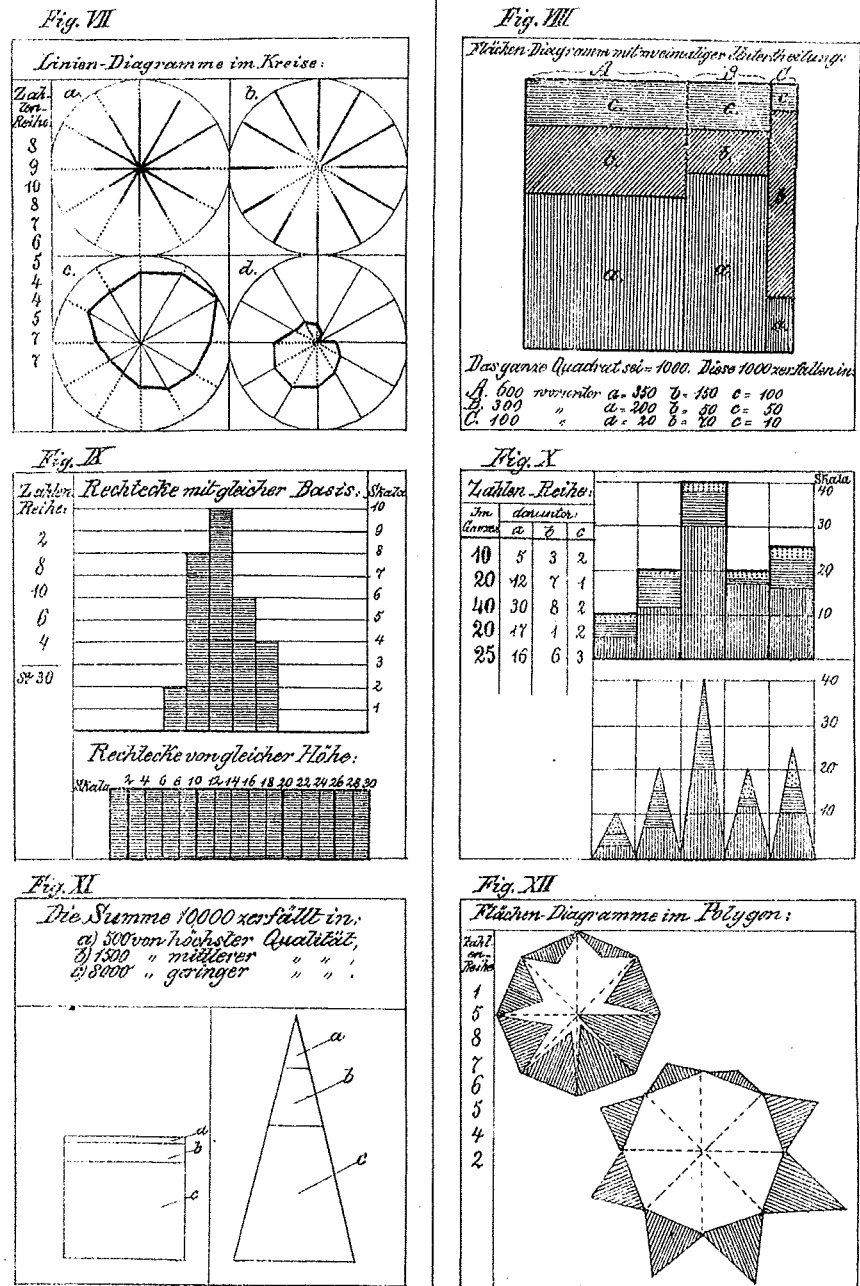 Fig. VII
Linien-Diagramme im Kreise:
Zah-
len-
Reihe:
8
9
10
8
7
6
5
4
4
5
7
7
a.
b.
c.
d.
Fig. VIII
Flächen-Diagramm mit zweimaliger Untertheilung:
A B C
c. c. c
b. b. b.
a. a. a.
Das ganze Quadrat sei = 1000. Diese 1000 zerfallen in:
A. 600 worunter a = 350 b = 150 c = 100
B. 300 „ a = 200 b = 50 c = 50
C. 100 „ a = 20 b = 70 c = 10
Fig. IX
Zahlen
Reihe:
2
8
10
6
4
30
Rechtecke mit gleicher Basis:
Skala
10
9
8
7
6
5
4
3
2
1
Rechtecke von gleicher Höhe:
Skala 2 4 6 8 10 12 14 16 18 20 22 24 26 28 30
Fig. X
Zahlen-Reihe:
Im Ganzen darunter:
a b c
10 5 3 2
20 12 7 1
40 30 8 2
20 17 1 2
25 16 6 3
Skala
40
30
20
10
40
30
20
10
Fig. XI
Die Summe 10000 zerfällt in:
a) 500 von höchster Qualität,
b) 1500 „ mittlerer „ „ ,
c) 8000 „ geringer „ „ .
a
b
c
a
b
c
Fig. XII
Flächen-Diagramme im Polygon:
Zahl
en-
Reihe
1
5
8
7
6
5
4
2